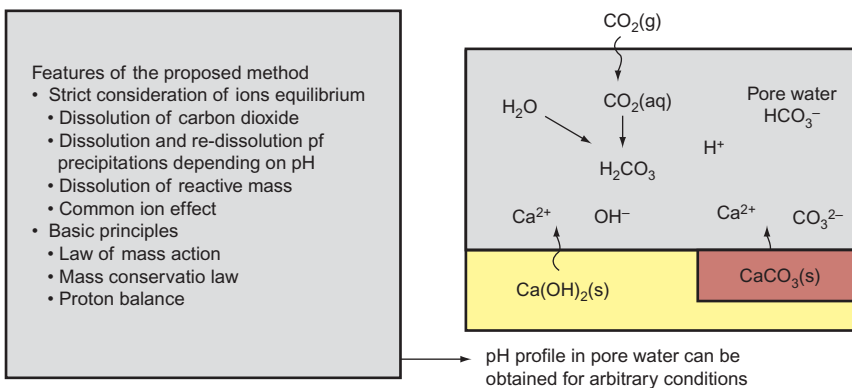 Features of the proposed method
• Strict consideration of ions equilibrium
• Dissolution of carbon dioxide
• Dissolution and re-dissolution pf
precipitations depending on pH
• Dissolution of reactive mass
• Common ion effect
• Basic principles
• Law of mass action
• Mass conservatio law
• Proton balance
CO₂(g)
H₂O
CO₂(aq)
Pore water
HCO₃⁻
H⁺
H₂CO₃
Ca²⁺
OH⁻
Ca²⁺
CO₃²⁻
Ca(OH)₂(s)
CaCO₃(s)
pH profile in pore water can be
obtained for arbitrary conditions